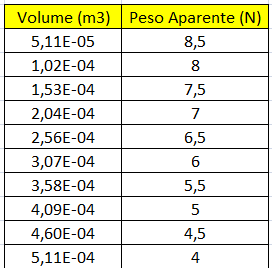 Volume (m3) Peso Aparente (N)
5,11E-05 8,5
1,02E-04 8
1,53E-04 7,5
2,04E-04 7
2,56E-04 6,5
3,07E-04 6
3,58E-04 5,5
4,09E-04 5
4,60E-04 4,5
5,11E-04 4